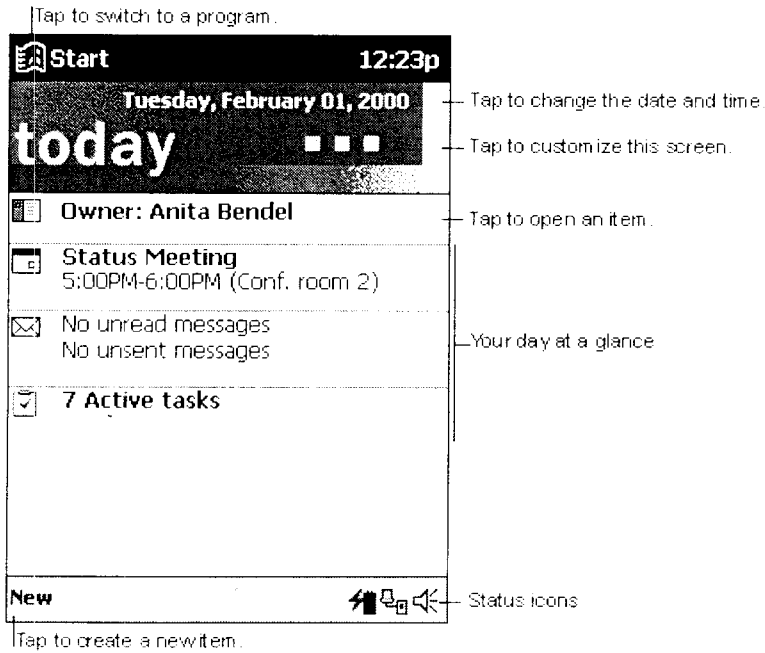 Tap to switch to a program.
Start 12:23p
Tuesday, February 01, 2000
Tap to change the date and time.
today
Tap to customize this screen.
Owner: Anita Bendel
Tap to open an item.
Status Meeting
5:00PM-6:00PM (Conf. room 2)
No unread messages
No unsent messages
Your day at a glance
7 Active tasks
New
Status icons
Tap to create a new item.